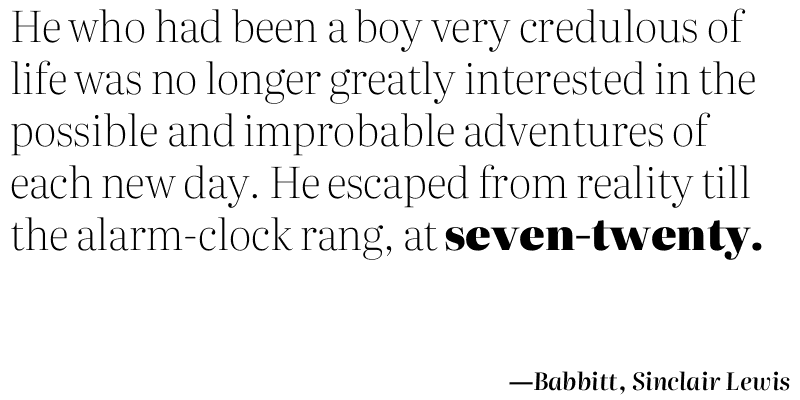 He who had been a boy very credulous of
life was no longer greatly interested in the
possible and improbable adventures of
each new day. He escaped from reality till
the alarm-clock rang, at seven-twenty.
—Babbitt, Sinclair Lewis